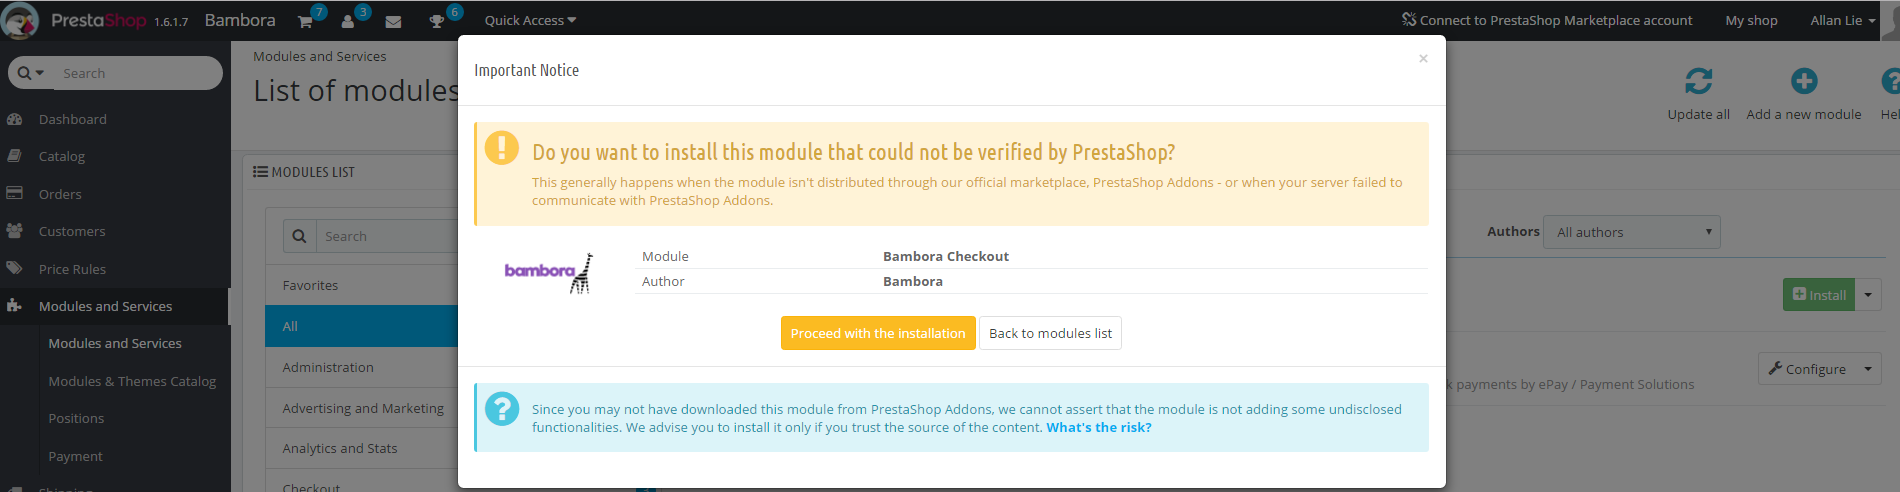 PrestaShop 1.6.1.7 Bambora 7 3 6 Quick Access Connect to PrestaShop Marketplace account My shop Allan Lie
Search
Dashboard
Catalog
Orders
Customers
Price Rules
Modules and Services
Modules and Services
Modules & Themes Catalog
Positions
Payment
Modules and Services
List of modules
Update all
Add a new module
MODULES LIST
Search
Favorites
All
Administration
Advertising and Marketing
Analytics and Stats
Checkout
Authors All authors
Install
Configure
payments by ePay / Payment Solutions
Important Notice
×
Do you want to install this module that could not be verified by PrestaShop?
This generally happens when the module isn't distributed through our official marketplace, PrestaShop Addons - or when your server failed to
communicate with PrestaShop Addons.
bambora
Module Bambora Checkout
Author Bambora
Proceed with the installation
Back to modules list
Since you may not have downloaded this module from PrestaShop Addons, we cannot assert that the module is not adding some undisclosed
functionalities. We advise you to install it only if you trust the source of the content. What's the risk?